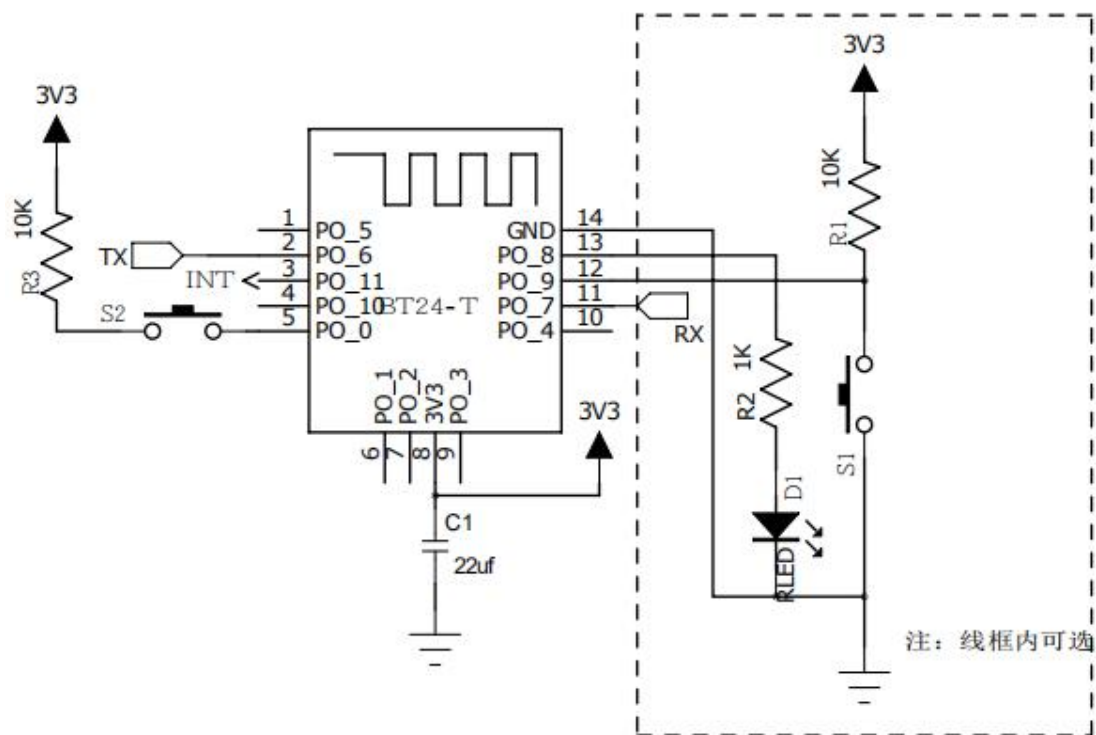 3V3
10K
R3
TX
INT
S2
1
2
3
4
5
PO_5
PO_6
PO_11
PO_10
PO_0
BT24-T
GND
PO_8
PO_9
PO_7
PO_4
14
13
12
11
10
PO_1
PO_2
3V3
PO_3
6
7
8
9
3V3
C1
22uf
RX
3V3
10K
R1
1K
R2
D1
RLED
S1
注：线框内可选